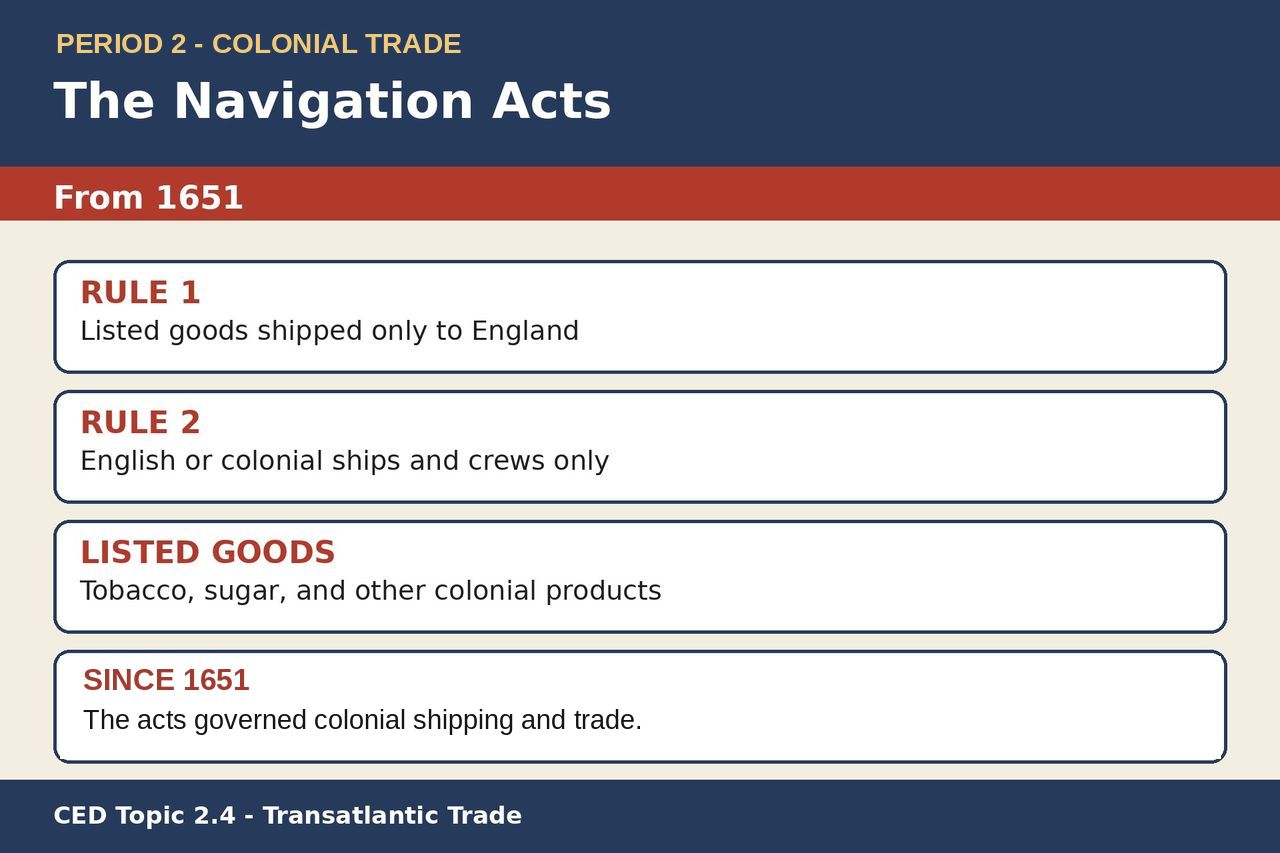 PERIOD 2 - COLONIAL TRADE
The Navigation Acts
From 1651
RULE 1
Listed goods shipped only to England
RULE 2
English or colonial ships and crews only
LISTED GOODS
Tobacco, sugar, and other colonial products
SINCE 1651
The acts governed colonial shipping and trade.
CED Topic 2.4 - Transatlantic Trade